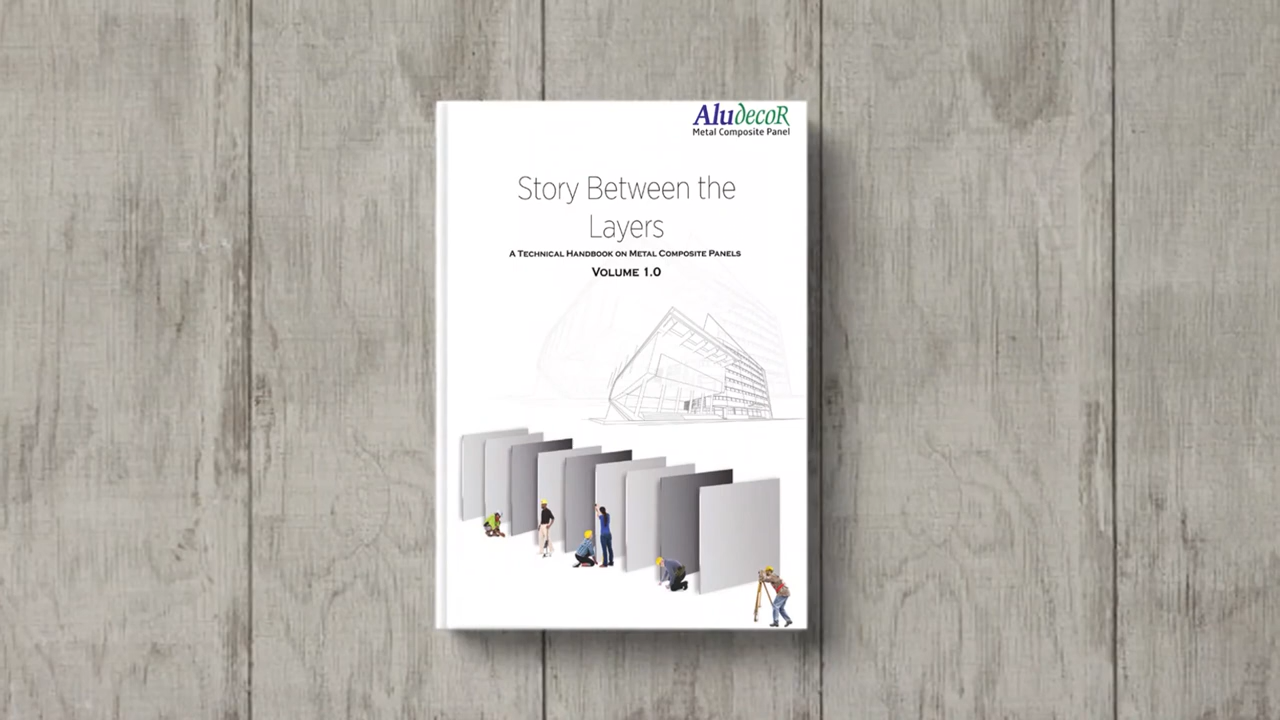 AludecoR
Metal Composite Panel
Story Between the
Layers
A Technical Handbook on Metal Composite Panels
Volume 1.0